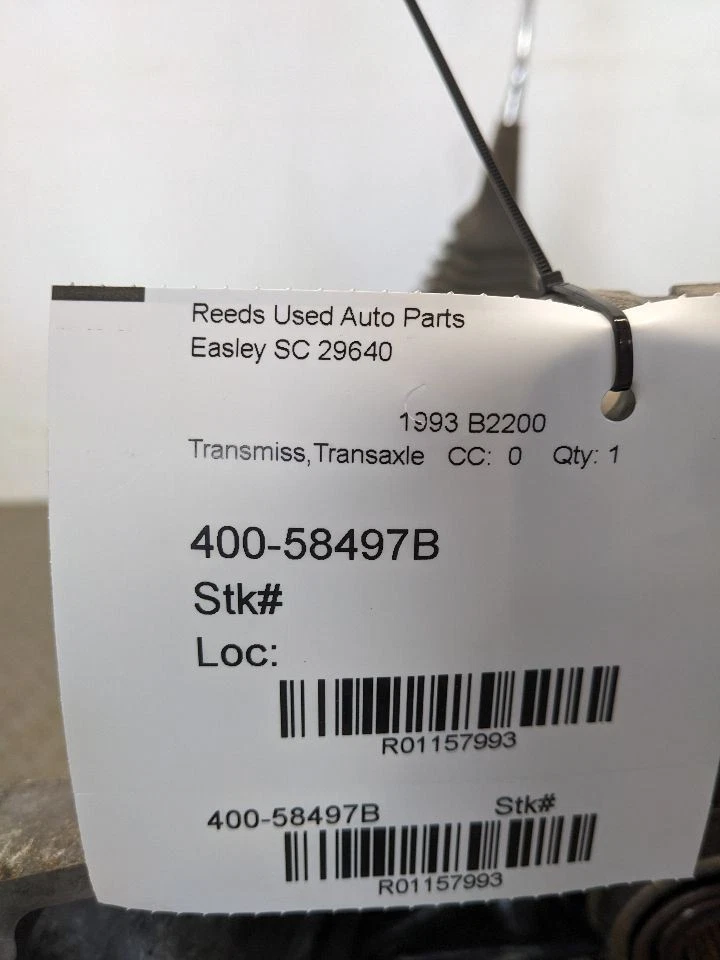 Reeds Used Auto Parts
Easley SC 29640
1993 B2200
Transmiss,Transaxle CC: 0 Qty: 1
400-58497B
Stk#
Loc:
R01157993
400-58497B Stk#
R01157993